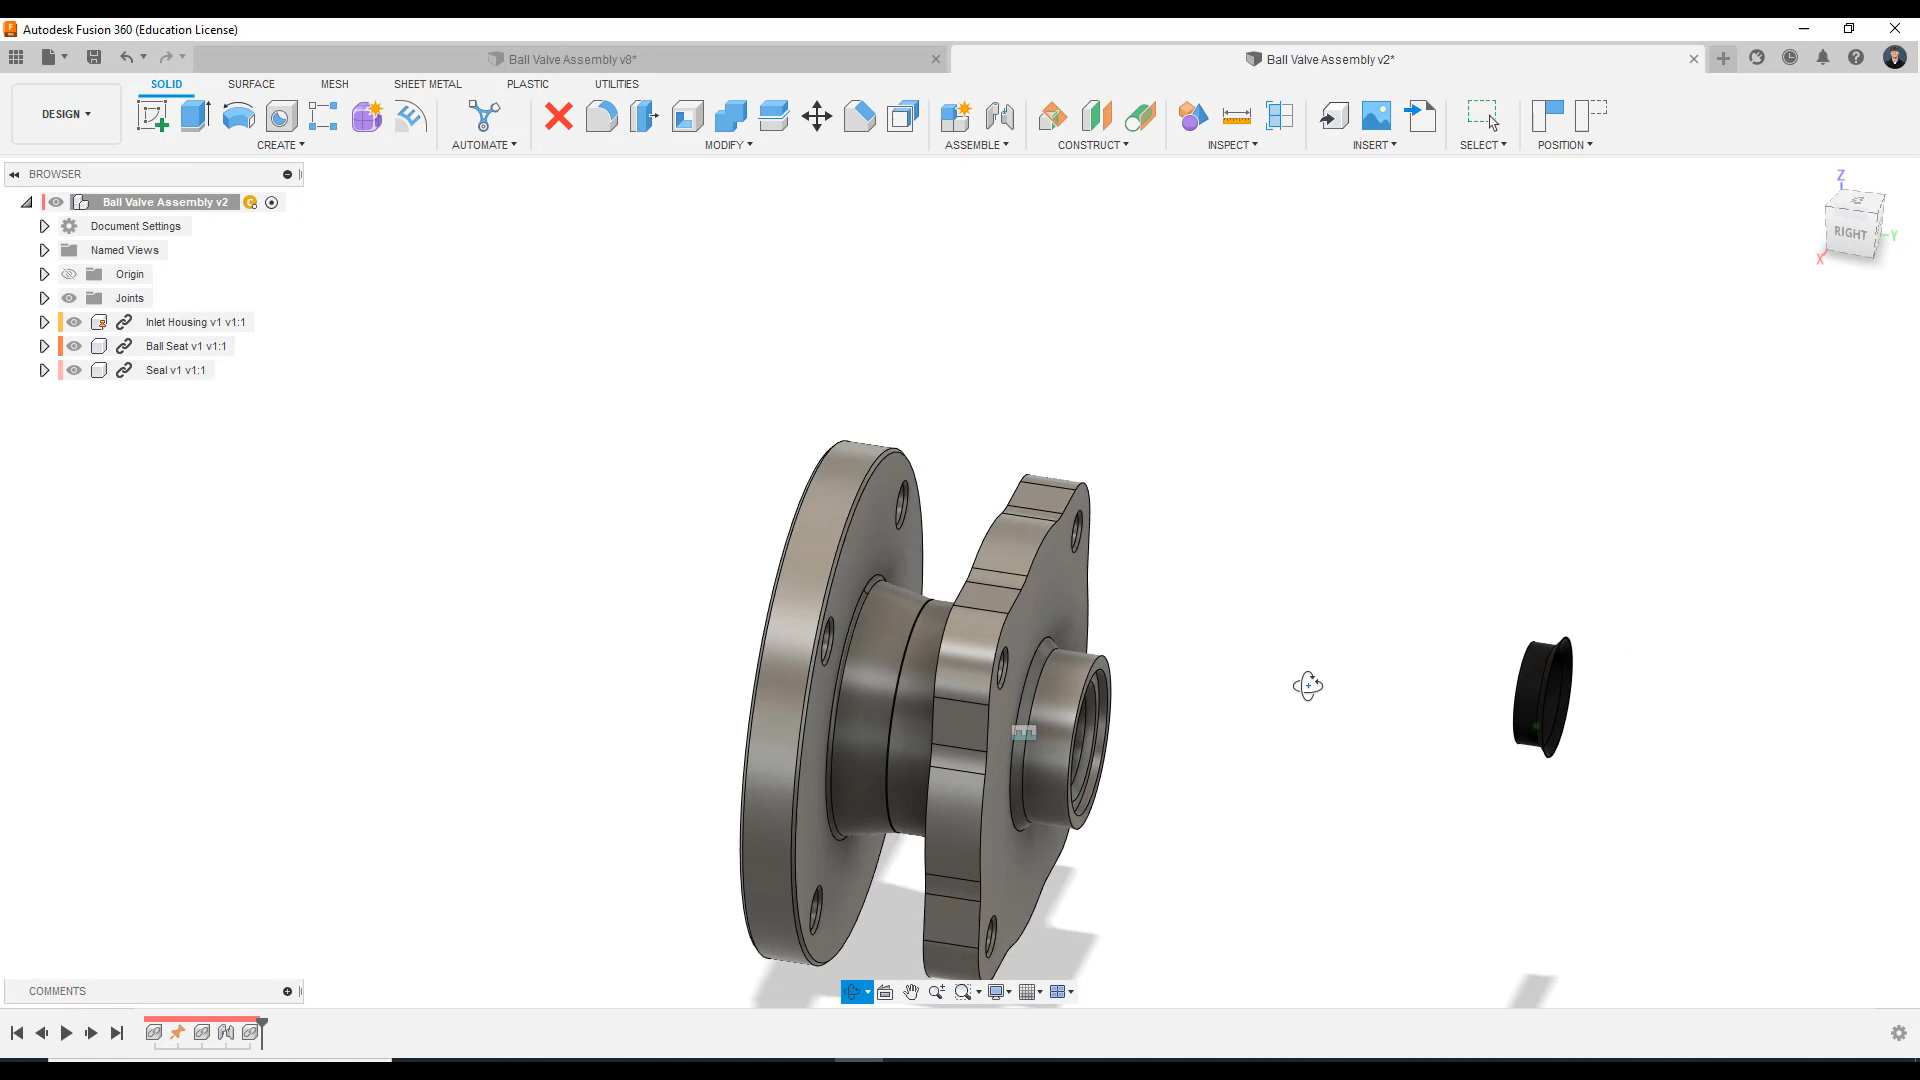 Autodesk Fusion 360 (Education License)
Ball Valve Assembly v8*
Ball Valve Assembly v2*
SOLID SURFACE MESH SHEET METAL PLASTIC UTILITIES
DESIGN
CREATE AUTOMATE MODIFY ASSEMBLE CONSTRUCT INSPECT INSERT SELECT POSITION
BROWSER
Ball Valve Assembly v2
Document Settings
Named Views
Origin
Joints
Inlet Housing v1 v1:1
Ball Seat v1 v1:1
Seal v1 v1:1
Z
RIGHT
Y
X
COMMENTS